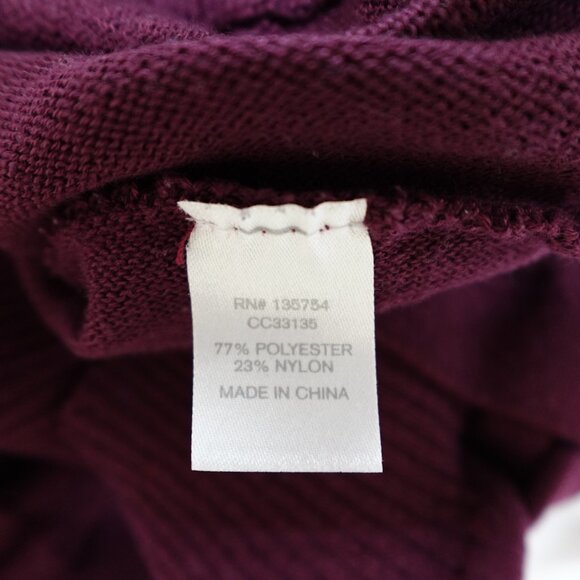 RN# 135754
CC33135
77% POLYESTER
23% NYLON
MADE IN CHINA